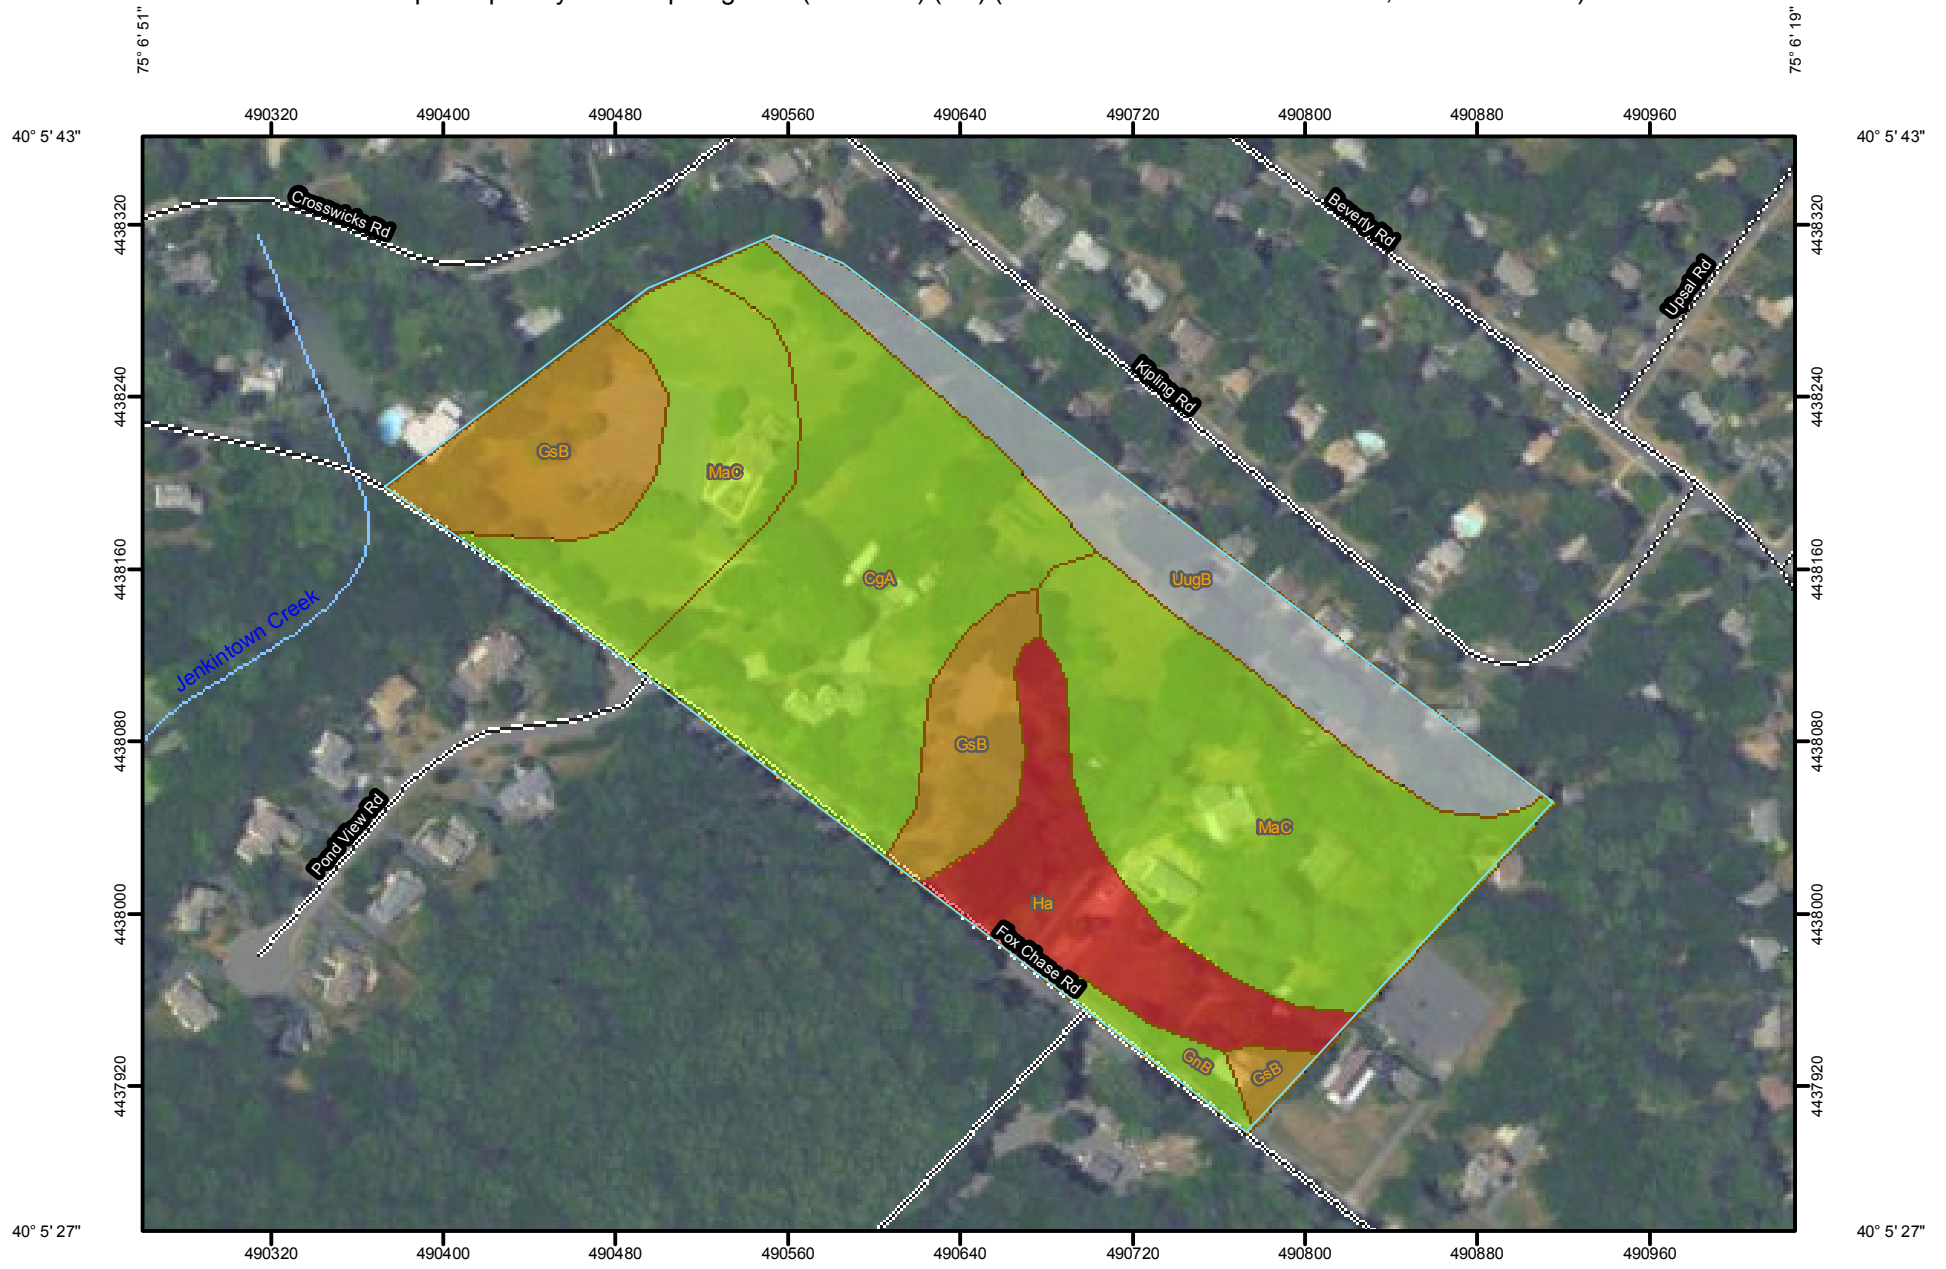 75° 6' 51"
75° 6' 19"
490320 490400 490480 490560 490640 490720 490800 490880 490960
40° 5' 43"
40° 5' 43"
Crosswicks Rd
Beverly Rd
Upsal Rd
4438320
4438320
Kipling Rd
4438240
4438240
GsB
MaC
4438160
4438160
CgA
UugB
Jenkintown Creek
4438080
4438080
GsB
Pond View Rd
MaC
4438000
4438000
Ha
Fox Chase Rd
4437920
4437920
GnB
GsB
40° 5' 27"
40° 5' 27"
490320 490400 490480 490560 490640 490720 490800 490880 490960